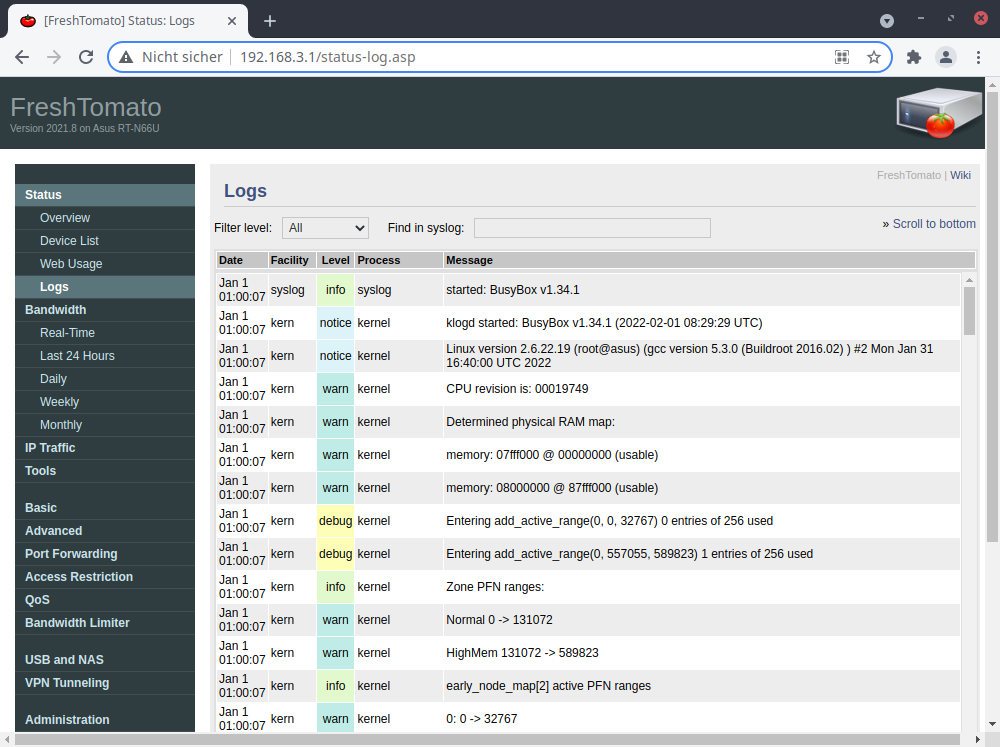 [FreshTomato] Status: Logs
Nicht sicher 192.168.3.1/status-log.asp
FreshTomato
Version 2021.8 on Asus RT-N66U
Status
Overview
Device List
Web Usage
Logs
Bandwidth
Real-Time
Last 24 Hours
Daily
Weekly
Monthly
IP Traffic
Tools
Basic
Advanced
Port Forwarding
Access Restriction
QoS
Bandwidth Limiter
USB and NAS
VPN Tunneling
Administration
FreshTomato | Wiki
Logs
Filter level: All Find in syslog: » Scroll to bottom
Date Facility Level Process Message
Jan 1
01:00:07 syslog info syslog started: BusyBox v1.34.1
Jan 1
01:00:07 kern notice kernel klogd started: BusyBox v1.34.1 (2022-02-01 08:29:29 UTC)
Jan 1
01:00:07 kern notice kernel Linux version 2.6.22.19 (root@asus) (gcc version 5.3.0 (Buildroot 2016.02) ) #2 Mon Jan 31
16:40:00 UTC 2022
Jan 1
01:00:07 kern warn kernel CPU revision is: 00019749
Jan 1
01:00:07 kern warn kernel Determined physical RAM map:
Jan 1
01:00:07 kern warn kernel memory: 07fff000 @ 00000000 (usable)
Jan 1
01:00:07 kern warn kernel memory: 08000000 @ 87fff000 (usable)
Jan 1
01:00:07 kern debug kernel Entering add_active_range(0, 0, 32767) 0 entries of 256 used
Jan 1
01:00:07 kern debug kernel Entering add_active_range(0, 557055, 589823) 1 entries of 256 used
Jan 1
01:00:07 kern info kernel Zone PFN ranges:
Jan 1
01:00:07 kern warn kernel Normal 0 -> 131072
Jan 1
01:00:07 kern warn kernel HighMem 131072 -> 589823
Jan 1
01:00:07 kern info kernel early_node_map[2] active PFN ranges
Jan 1
01:00:07 kern warn kernel 0: 0 -> 32767